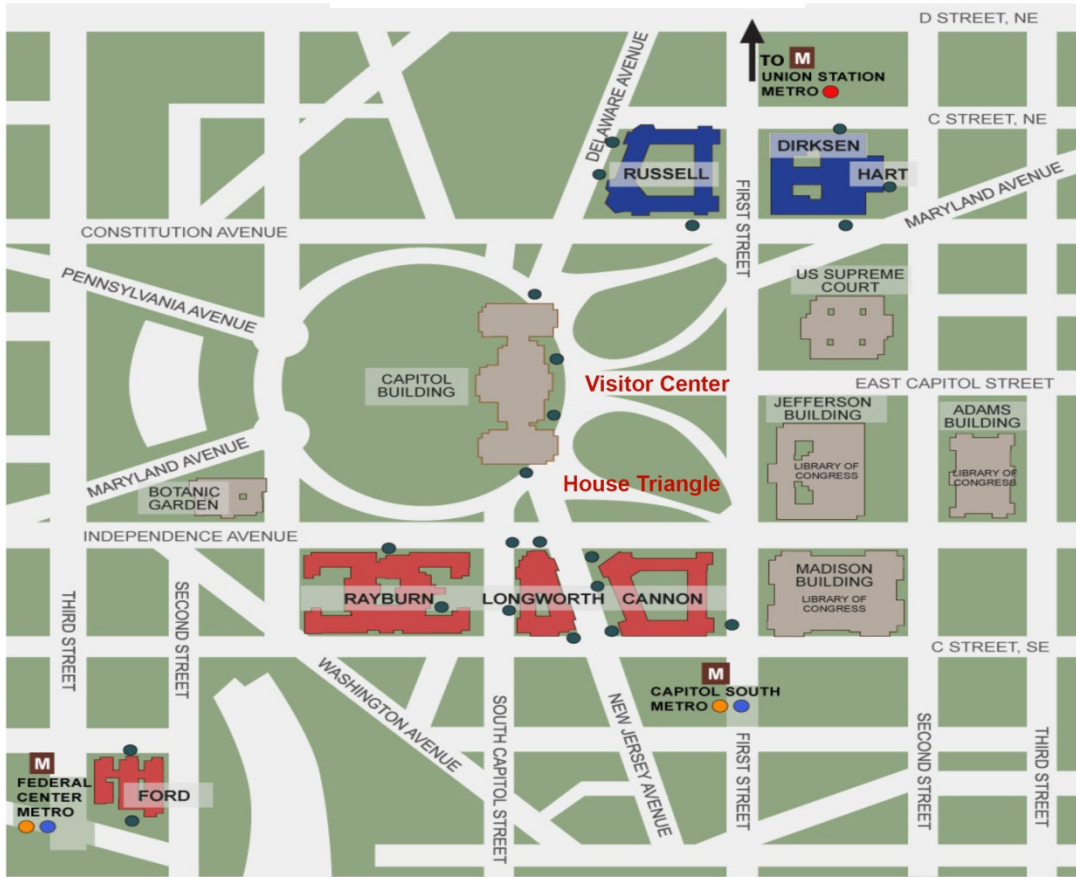 D STREET, NE
TO M
UNION STATION
METRO
C STREET, NE
DELAWARE AVENUE
DIRKSEN
RUSSELL
HART
MARYLAND AVENUE
FIRST STREET
CONSTITUTION AVENUE
PENNSYLVANIA AVENUE
US SUPREME
COURT
CAPITOL
BUILDING
Visitor Center
EAST CAPITOL STREET
JEFFERSON
BUILDING
LIBRARY OF
CONGRESS
ADAMS
BUILDING
LIBRARY OF
CONGRESS
MARYLAND AVENUE
BOTANIC
GARDEN
House Triangle
INDEPENDENCE AVENUE
RAYBURN
LONGWORTH
CANNON
MADISON
BUILDING
LIBRARY OF
CONGRESS
THIRD STREET
SECOND STREET
C STREET, SE
WASHINGTON AVENUE
SOUTH CAPITOL STREET
NEW JERSEY AVENUE
M
CAPITOL SOUTH
METRO
FIRST STREET
SECOND STREET
THIRD STREET
M
FEDERAL
CENTER
METRO
FORD